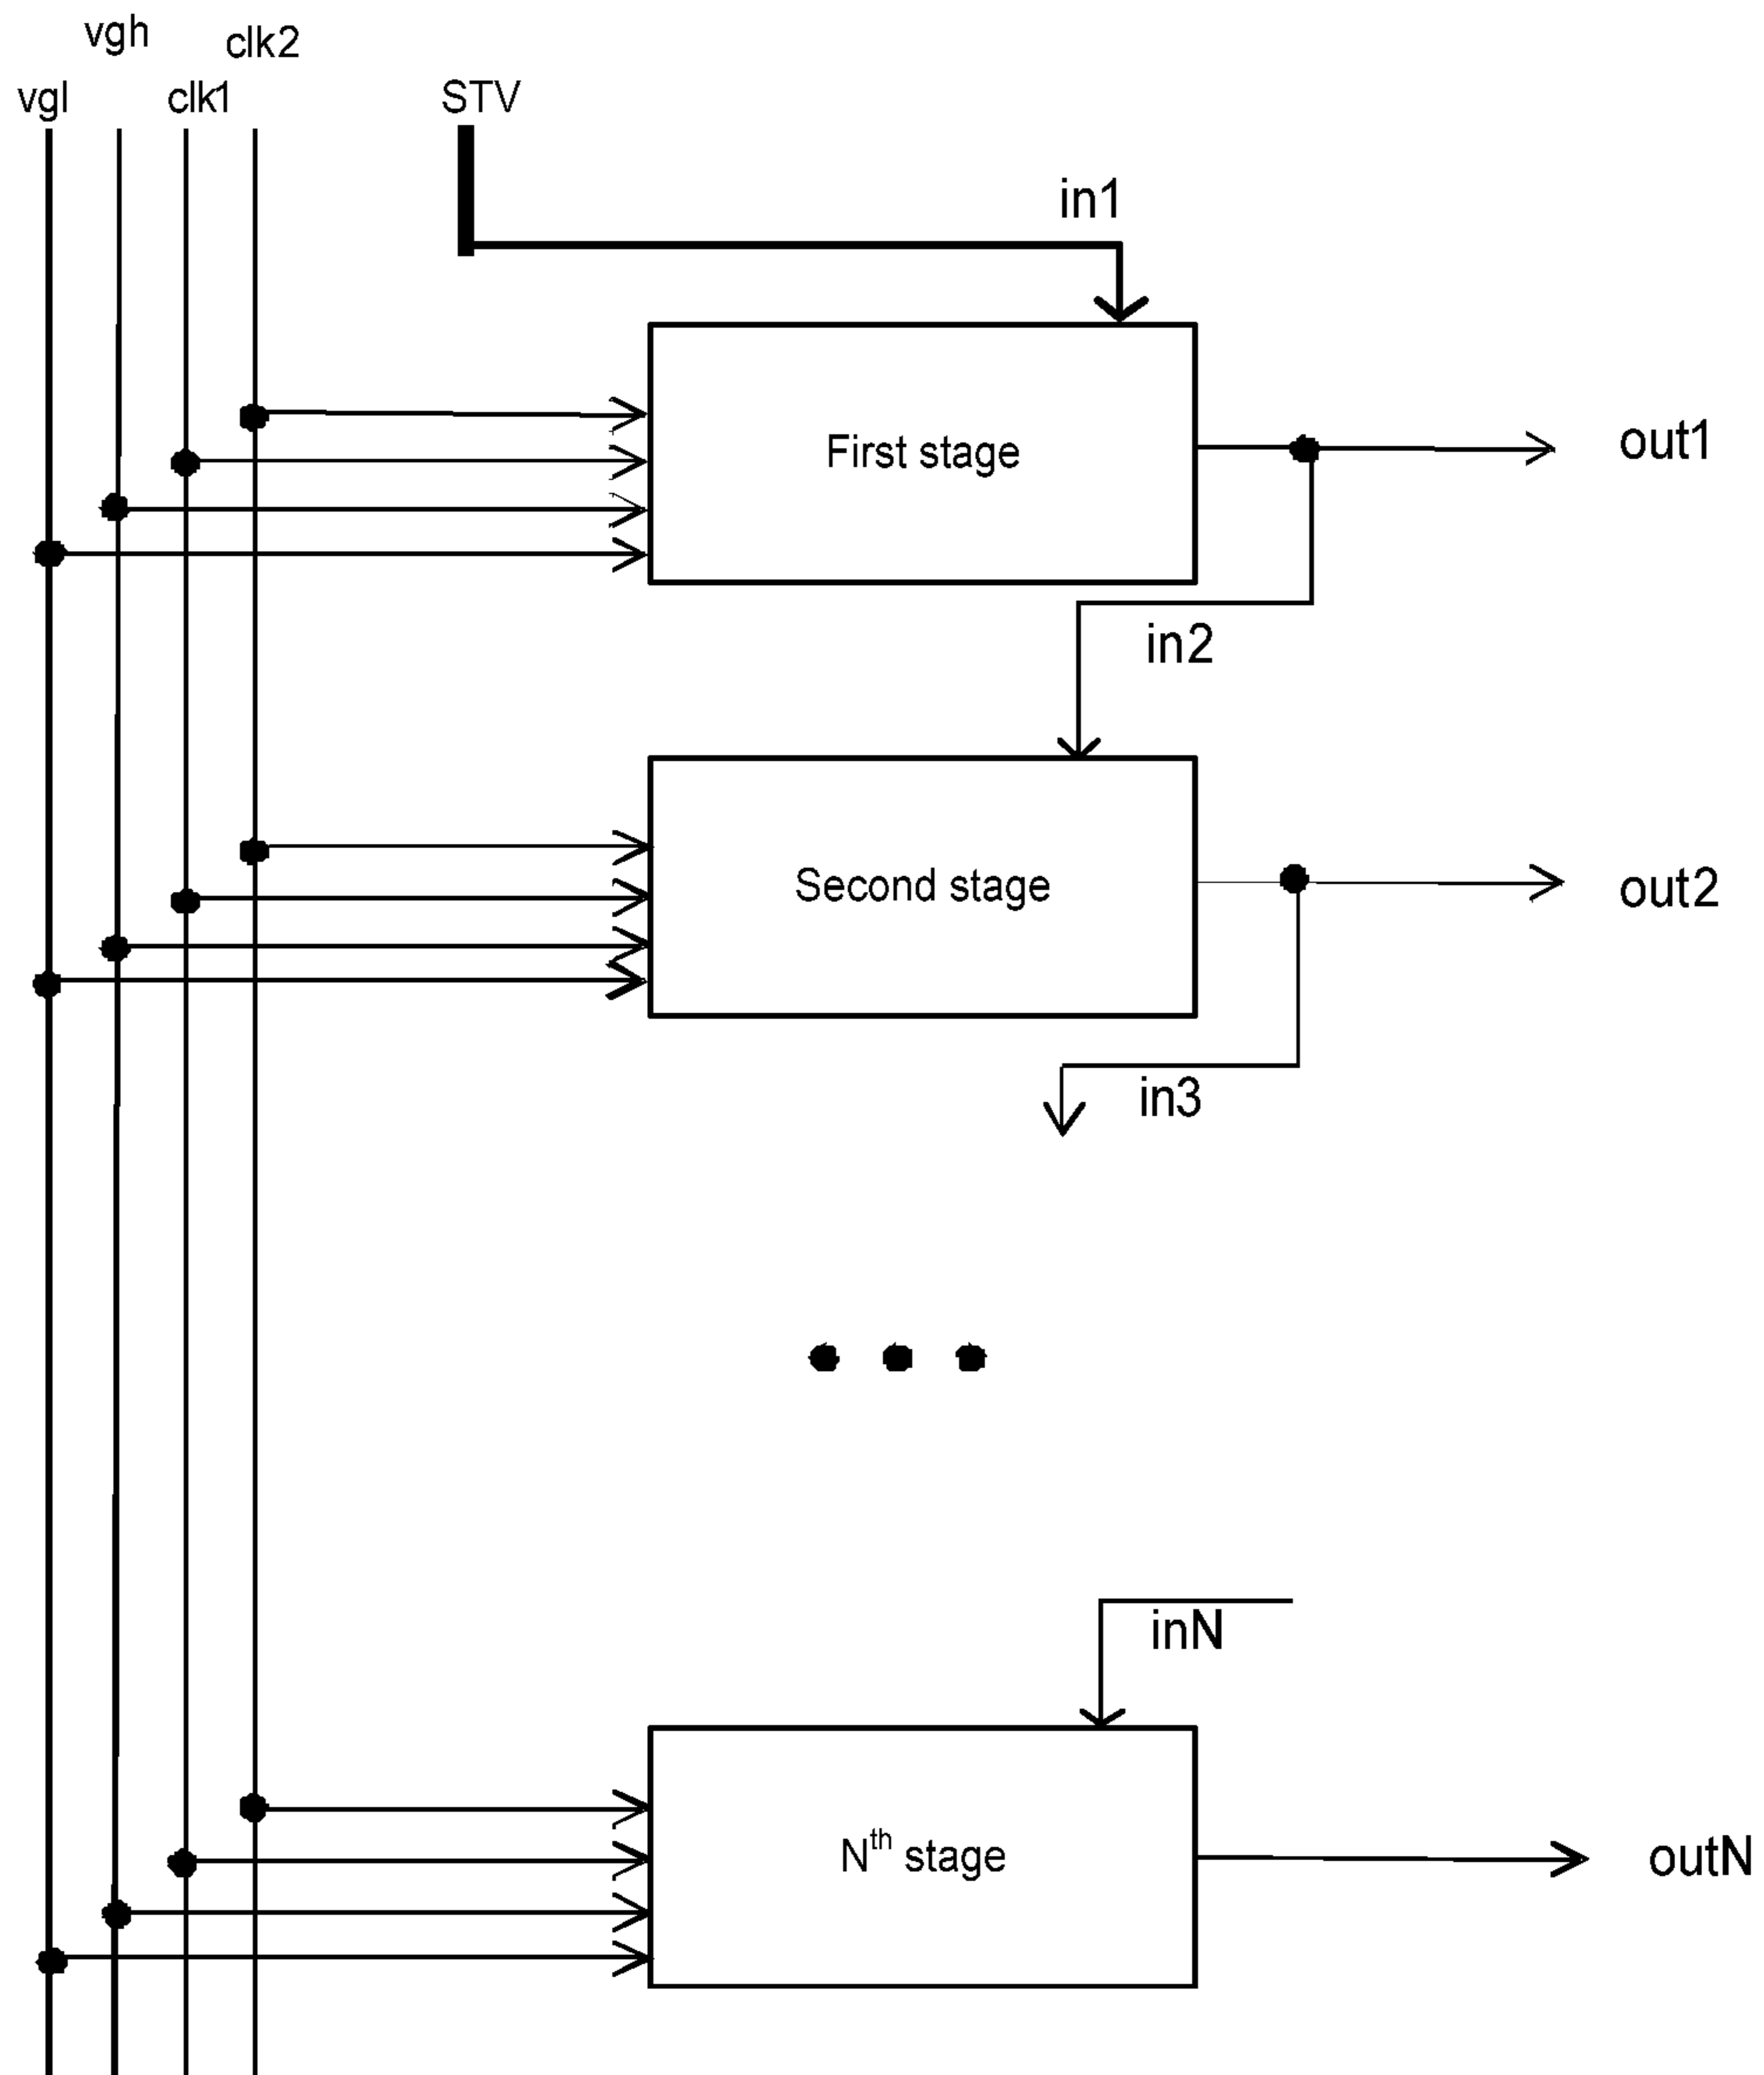 vgh
clk2
vgl
clk1
STV
in1
First stage
out1
in2
Second stage
out2
in3
inN
Nth stage
outN